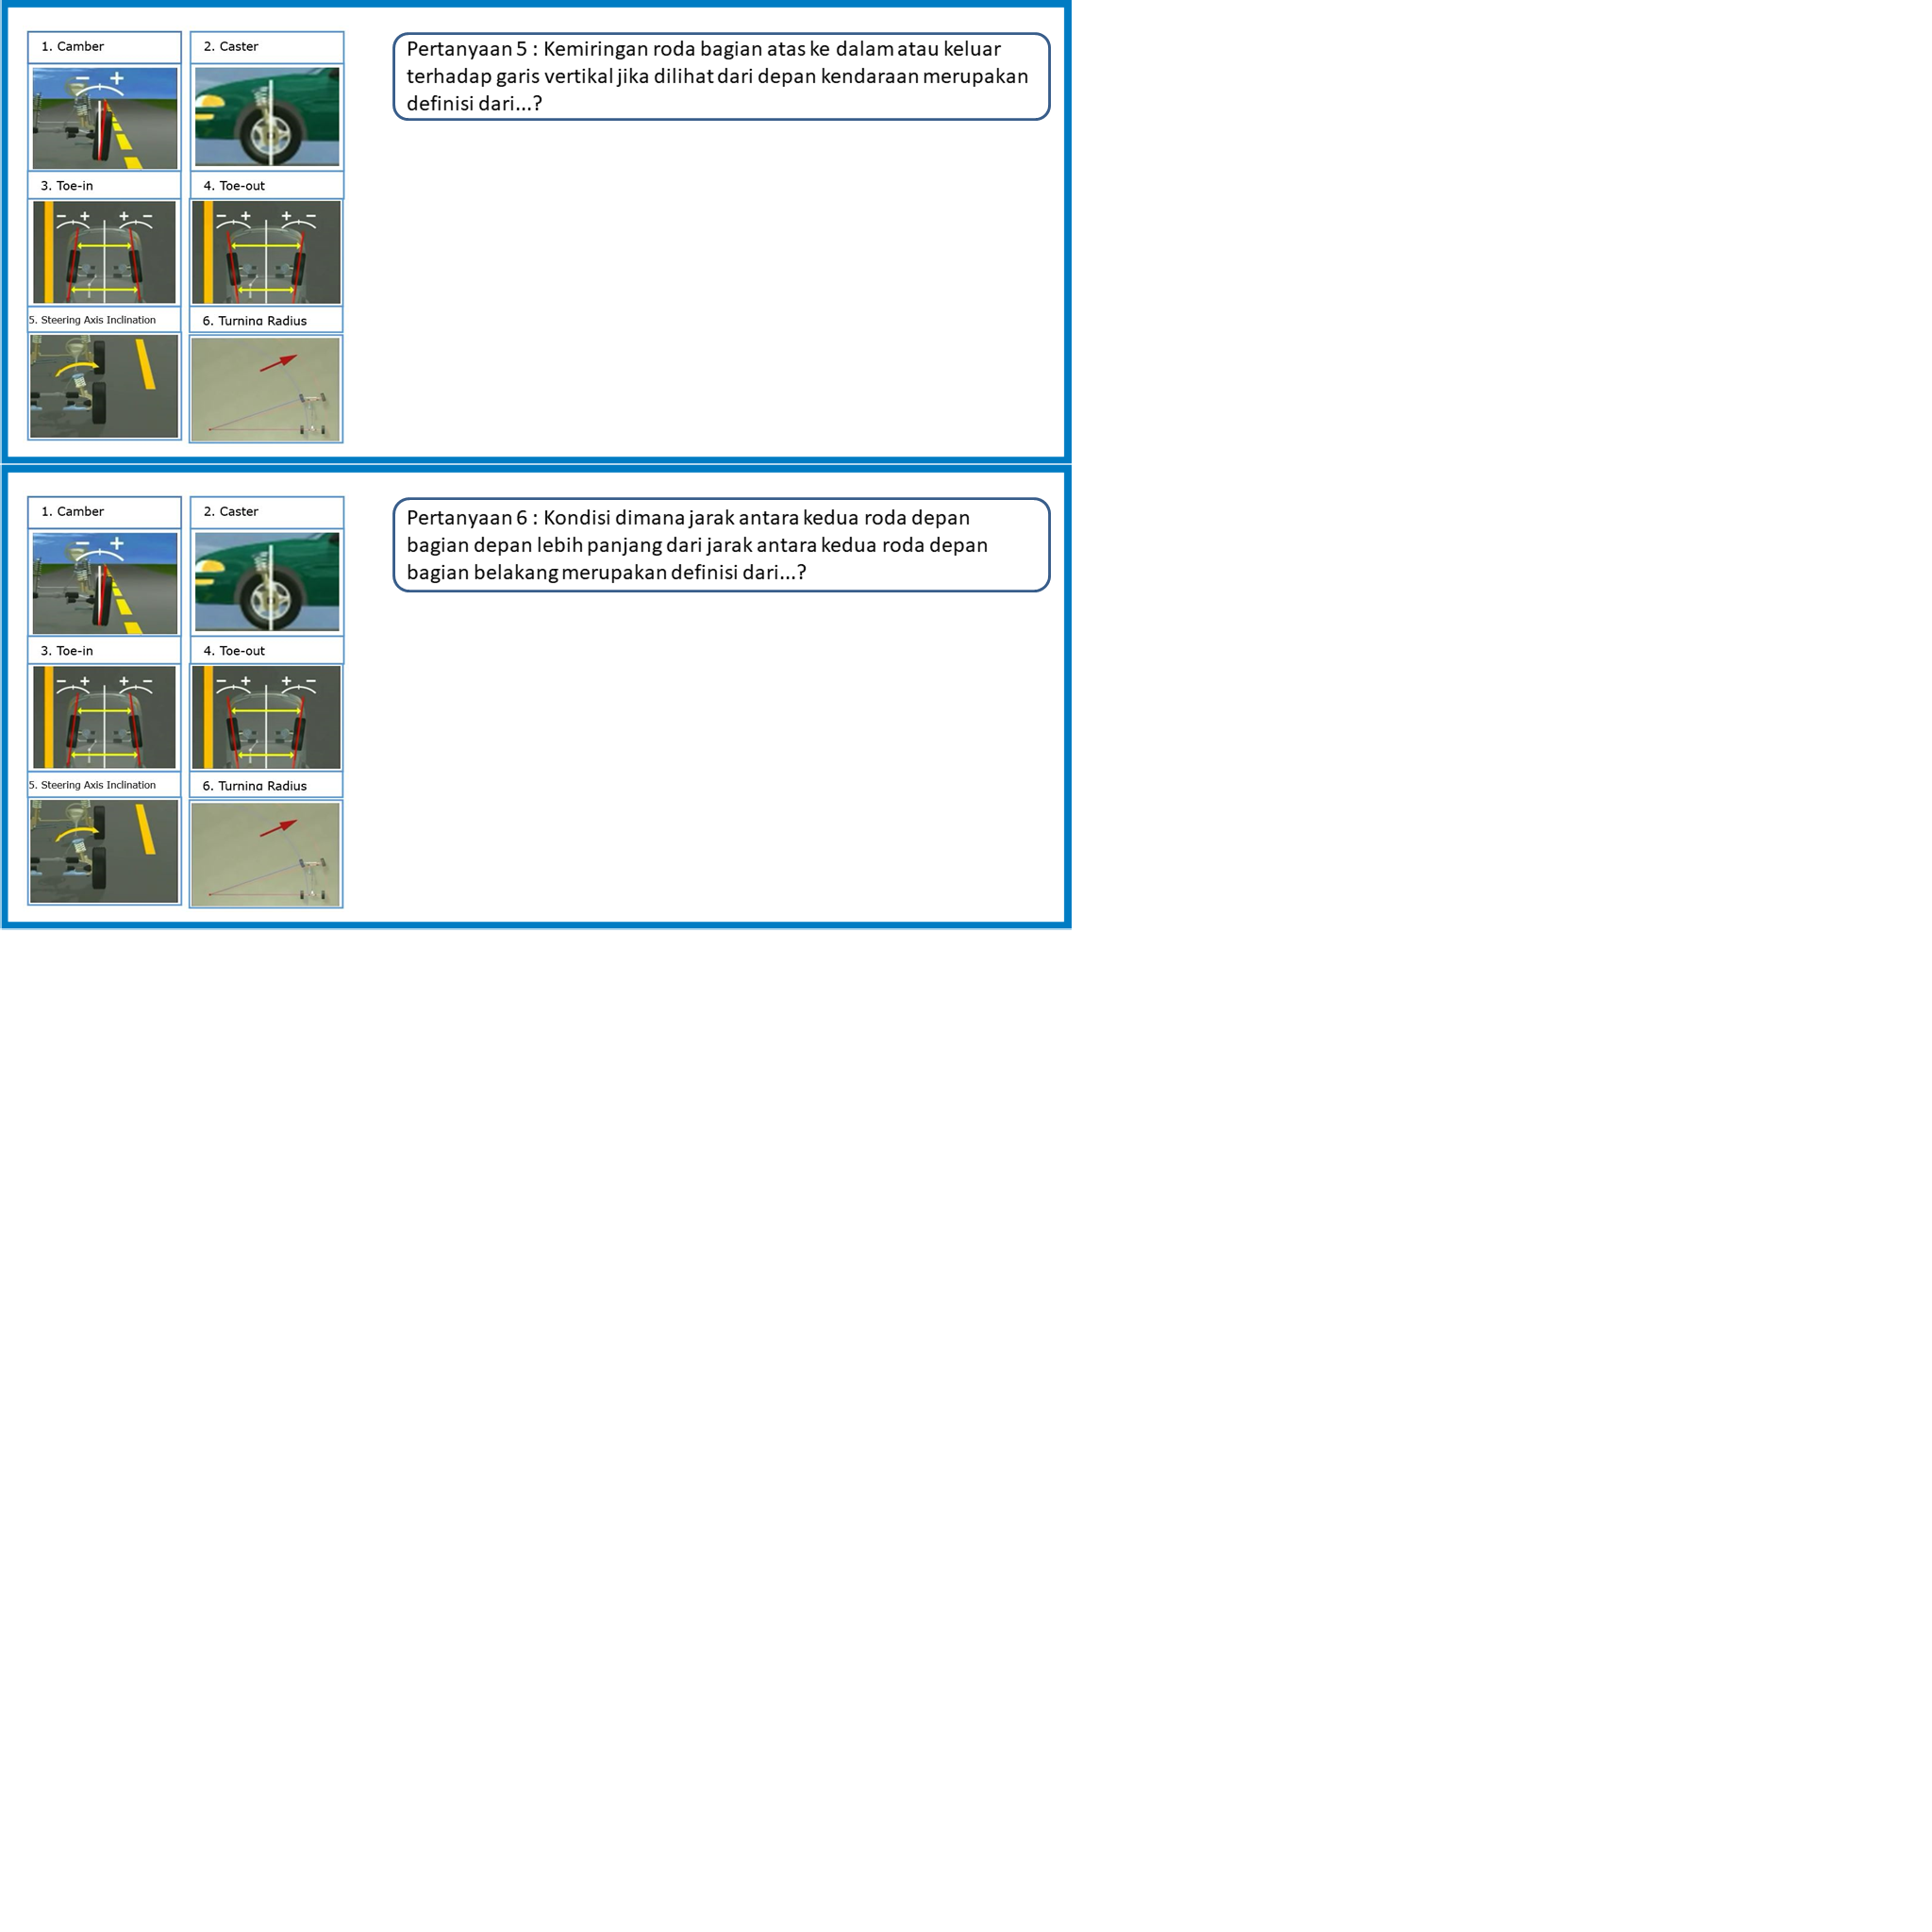 1. Camber
2. Caster
− +
3. Toe-in
4. Toe-out
− + + −
− + + −
5. Steering Axis Inclination
6. Turning Radius
Pertanyaan 5 : Kemiringan roda bagian atas ke dalam atau keluar
terhadap garis vertikal jika dilihat dari depan kendaraan merupakan
definisi dari...?
1. Camber
2. Caster
− +
3. Toe-in
4. Toe-out
− + + −
− + + −
5. Steering Axis Inclination
6. Turning Radius
Pertanyaan 6 : Kondisi dimana jarak antara kedua roda depan
bagian depan lebih panjang dari jarak antara kedua roda depan
bagian belakang merupakan definisi dari...?